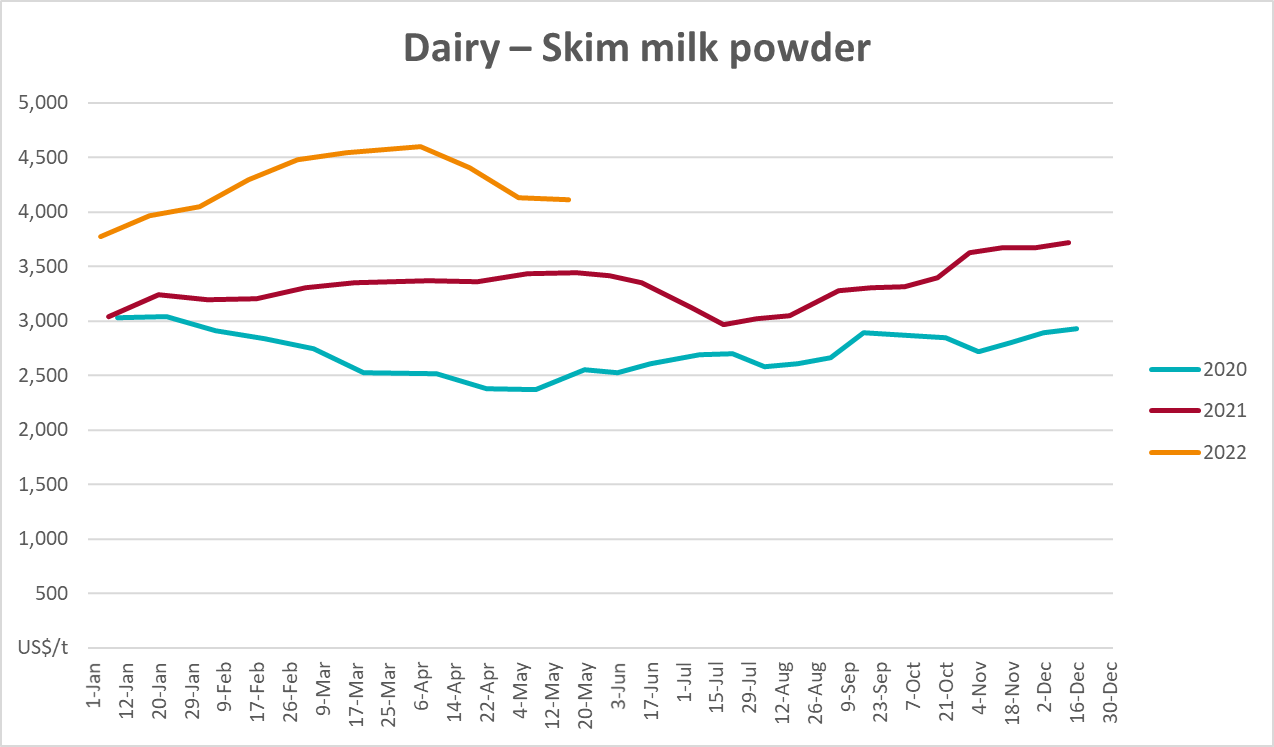 Dairy – Skim milk powder
5,000
4,500
4,000
3,500
3,000
2,500
2,000
1,500
1,000
500
US$/t
1-Jan
12-Jan
20-Jan
29-Jan
9-Feb
17-Feb
26-Feb
9-Mar
17-Mar
25-Mar
6-Apr
14-Apr
22-Apr
4-May
12-May
20-May
3-Jun
17-Jun
1-Jul
15-Jul
29-Jul
12-Aug
26-Aug
9-Sep
23-Sep
7-Oct
21-Oct
4-Nov
18-Nov
2-Dec
16-Dec
30-Dec
2020
2021
2022